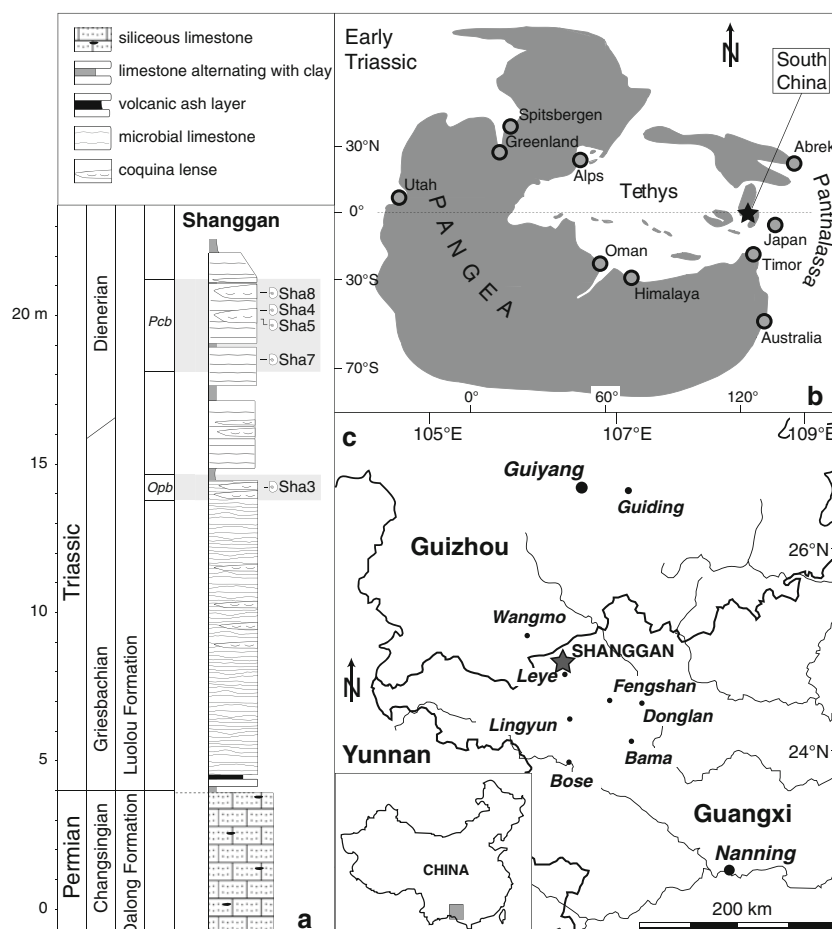 siliceous limestone
limestone alternating with clay
volcanic ash layer
microbial limestone
coquina lense
Shanggan
20 m
15
10
5
0
Triassic
Permian
Dienerian
Griesbachian
Changsingian
Luolou Formation
Dalong Formation
Pcb
Opb
Sha8
Sha4
Sha5
Sha7
Sha3
a
Early
Triassic
N
South
China
30°N
0°
30°S
70°S
Spitsbergen
Greenland
Alps
Utah
Tethys
Abrek
PANGEA
Panthalassa
Japan
Oman
Timor
Himalaya
Australia
0°
60°
120°
b
c
105°E
107°E
109°E
Guiyang
Guiding
Guizhou
26°N
Wangmo
SHANGGAN
N
Leye
Fengshan
Lingyun
Donglan
Yunnan
Bama
24°N
Bose
Guangxi
CHINA
Nanning
200 km